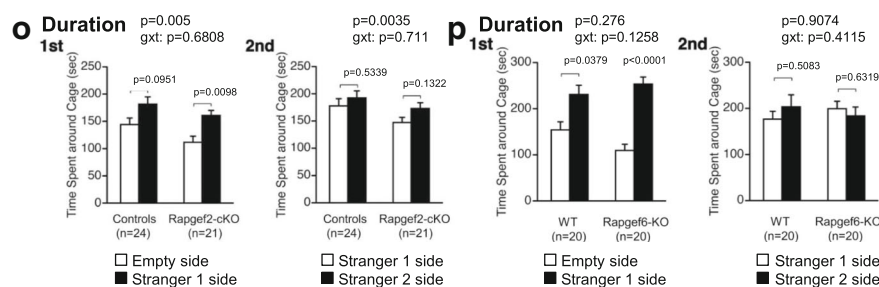 o Duration
p=0.005
gxt: p=0.6808
1st
p=0.0951
p=0.0098
Time Spent around Cage (sec)
250
200
150
100
50
0
Controls
(n=24)
Rapgef2-cKO
(n=21)
Empty side
Stranger 1 side
p=0.0035
gxt: p=0.711
2nd
p=0.5339
p=0.1322
Time Spent around Cage (sec)
250
200
150
100
50
0
Controls
(n=24)
Rapgef2-cKO
(n=21)
Stranger 1 side
Stranger 2 side
p Duration
p=0.276
gxt: p=0.1258
1st
p=0.0379
p<0.0001
Time Spent around Cage (sec)
300
200
100
0
WT
(n=20)
Rapgef6-KO
(n=20)
Empty side
Stranger 1 side
p=0.9074
gxt: p=0.4115
2nd
p=0.5083
p=0.6319
Time Spent around Cage (sec)
300
200
100
0
WT
(n=20)
Rapgef6-KO
(n=20)
Stranger 1 side
Stranger 2 side